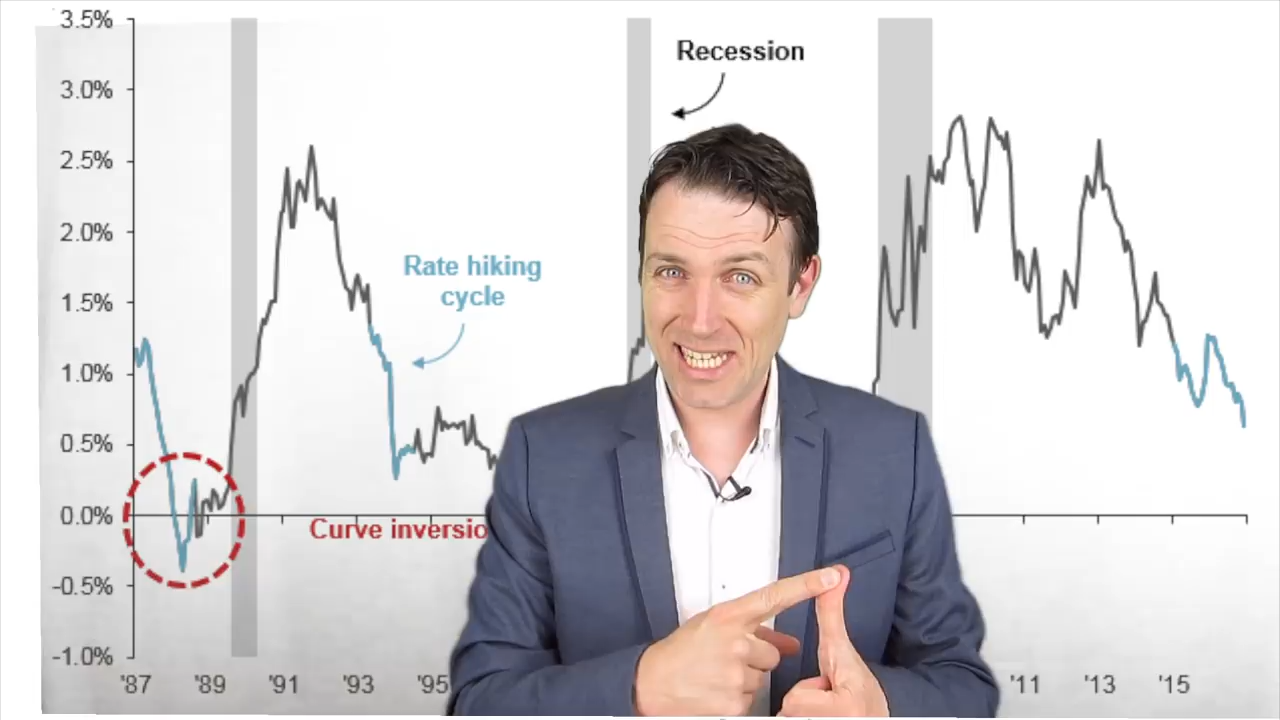 3.5%
Recession
3.0%
2.5%
2.0%
Rate hiking
cycle
1.5%
1.0%
0.5%
0.0%
Curve inversio
-0.5%
-1.0%
'87 '89 '91 '93 '95 '11 '13 '15